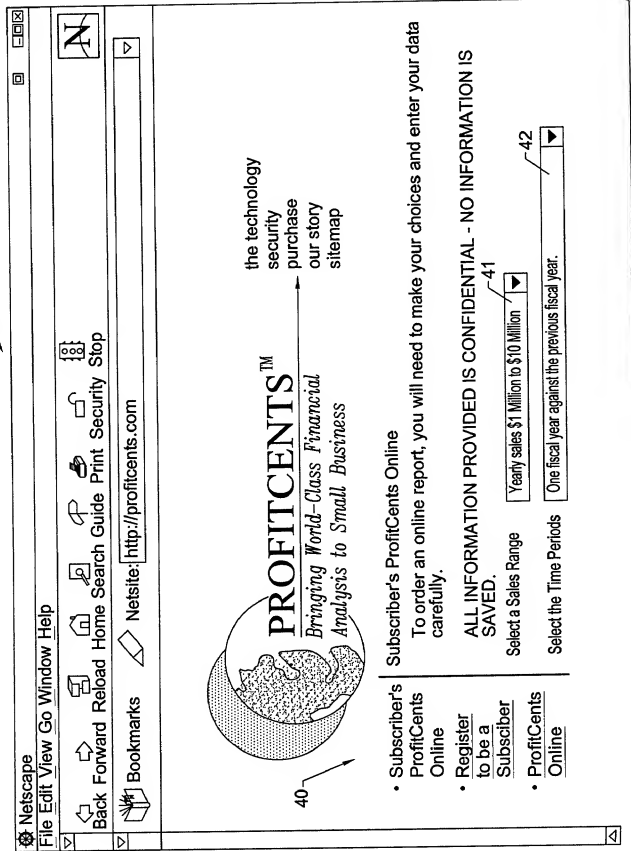 Netscape
File Edit View Go Window Help
Back Forward Reload Home Search Guide Print Security Stop
N
Bookmarks Netsite: http://profitcents.com
PROFITCENTS™
Bringing World-Class Financial
Analysis to Small Business
the technology
security
purchase
our story
sitemap
40
• Subscriber's
ProfitCents
Online
• Register
to be a
Subsciber
• ProfitCents
Online
Subscriber's ProfitCents Online
To order an online report, you will need to make your choices and enter your data
carefully.
ALL INFORMATION PROVIDED IS CONFIDENTIAL - NO INFORMATION IS
SAVED.
41
Select a Sales Range Yearly sales $1 Million to $10 Million
42
Select the Time Periods One fiscal year against the previous fiscal year.